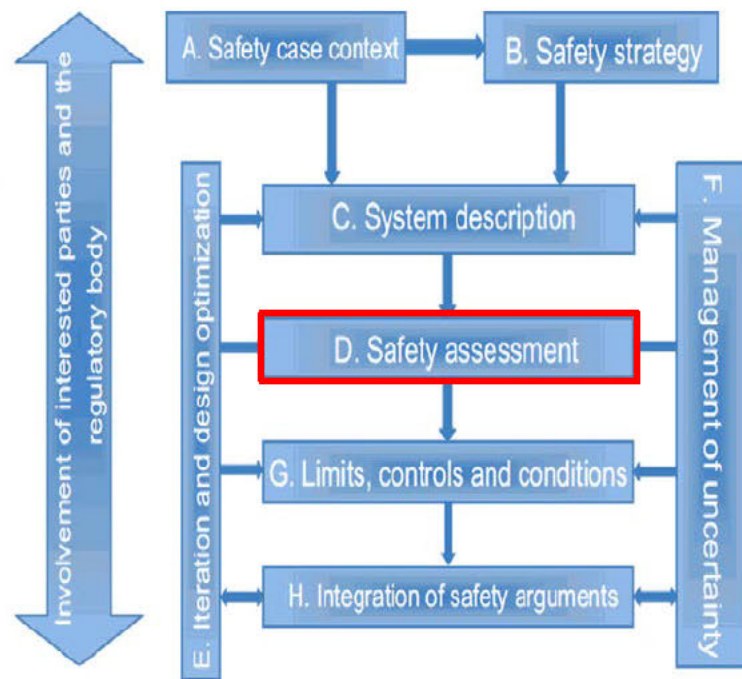 Involvement of interested parties and the
regulatory body
A. Safety case context
B. Safety strategy
C. System description
D. Safety assessment
E. Iteration and design optimization
F. Management of uncertainty
G. Limits, controls and conditions
H. Integration of safety arguments